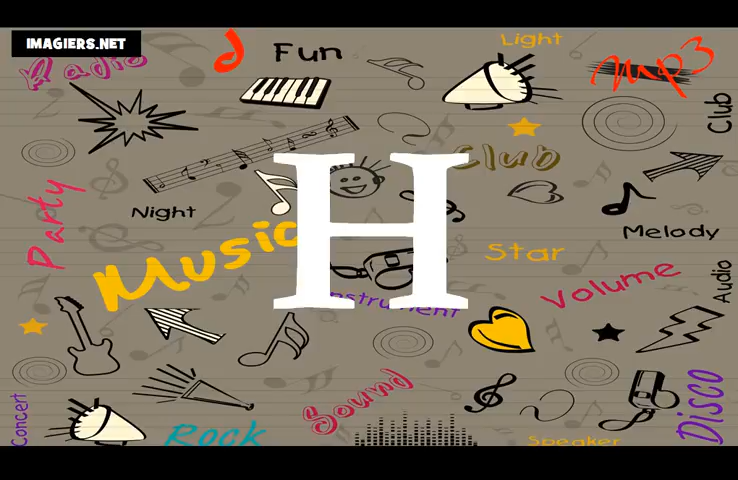 IMAGIERS.NET
Radio
Fun
Light
mp3
Club
Club
Party
Night
Melody
Music
Star
Audio
Volume
Instrument
Sound
Concert
Rock
Speaker
Disco
H